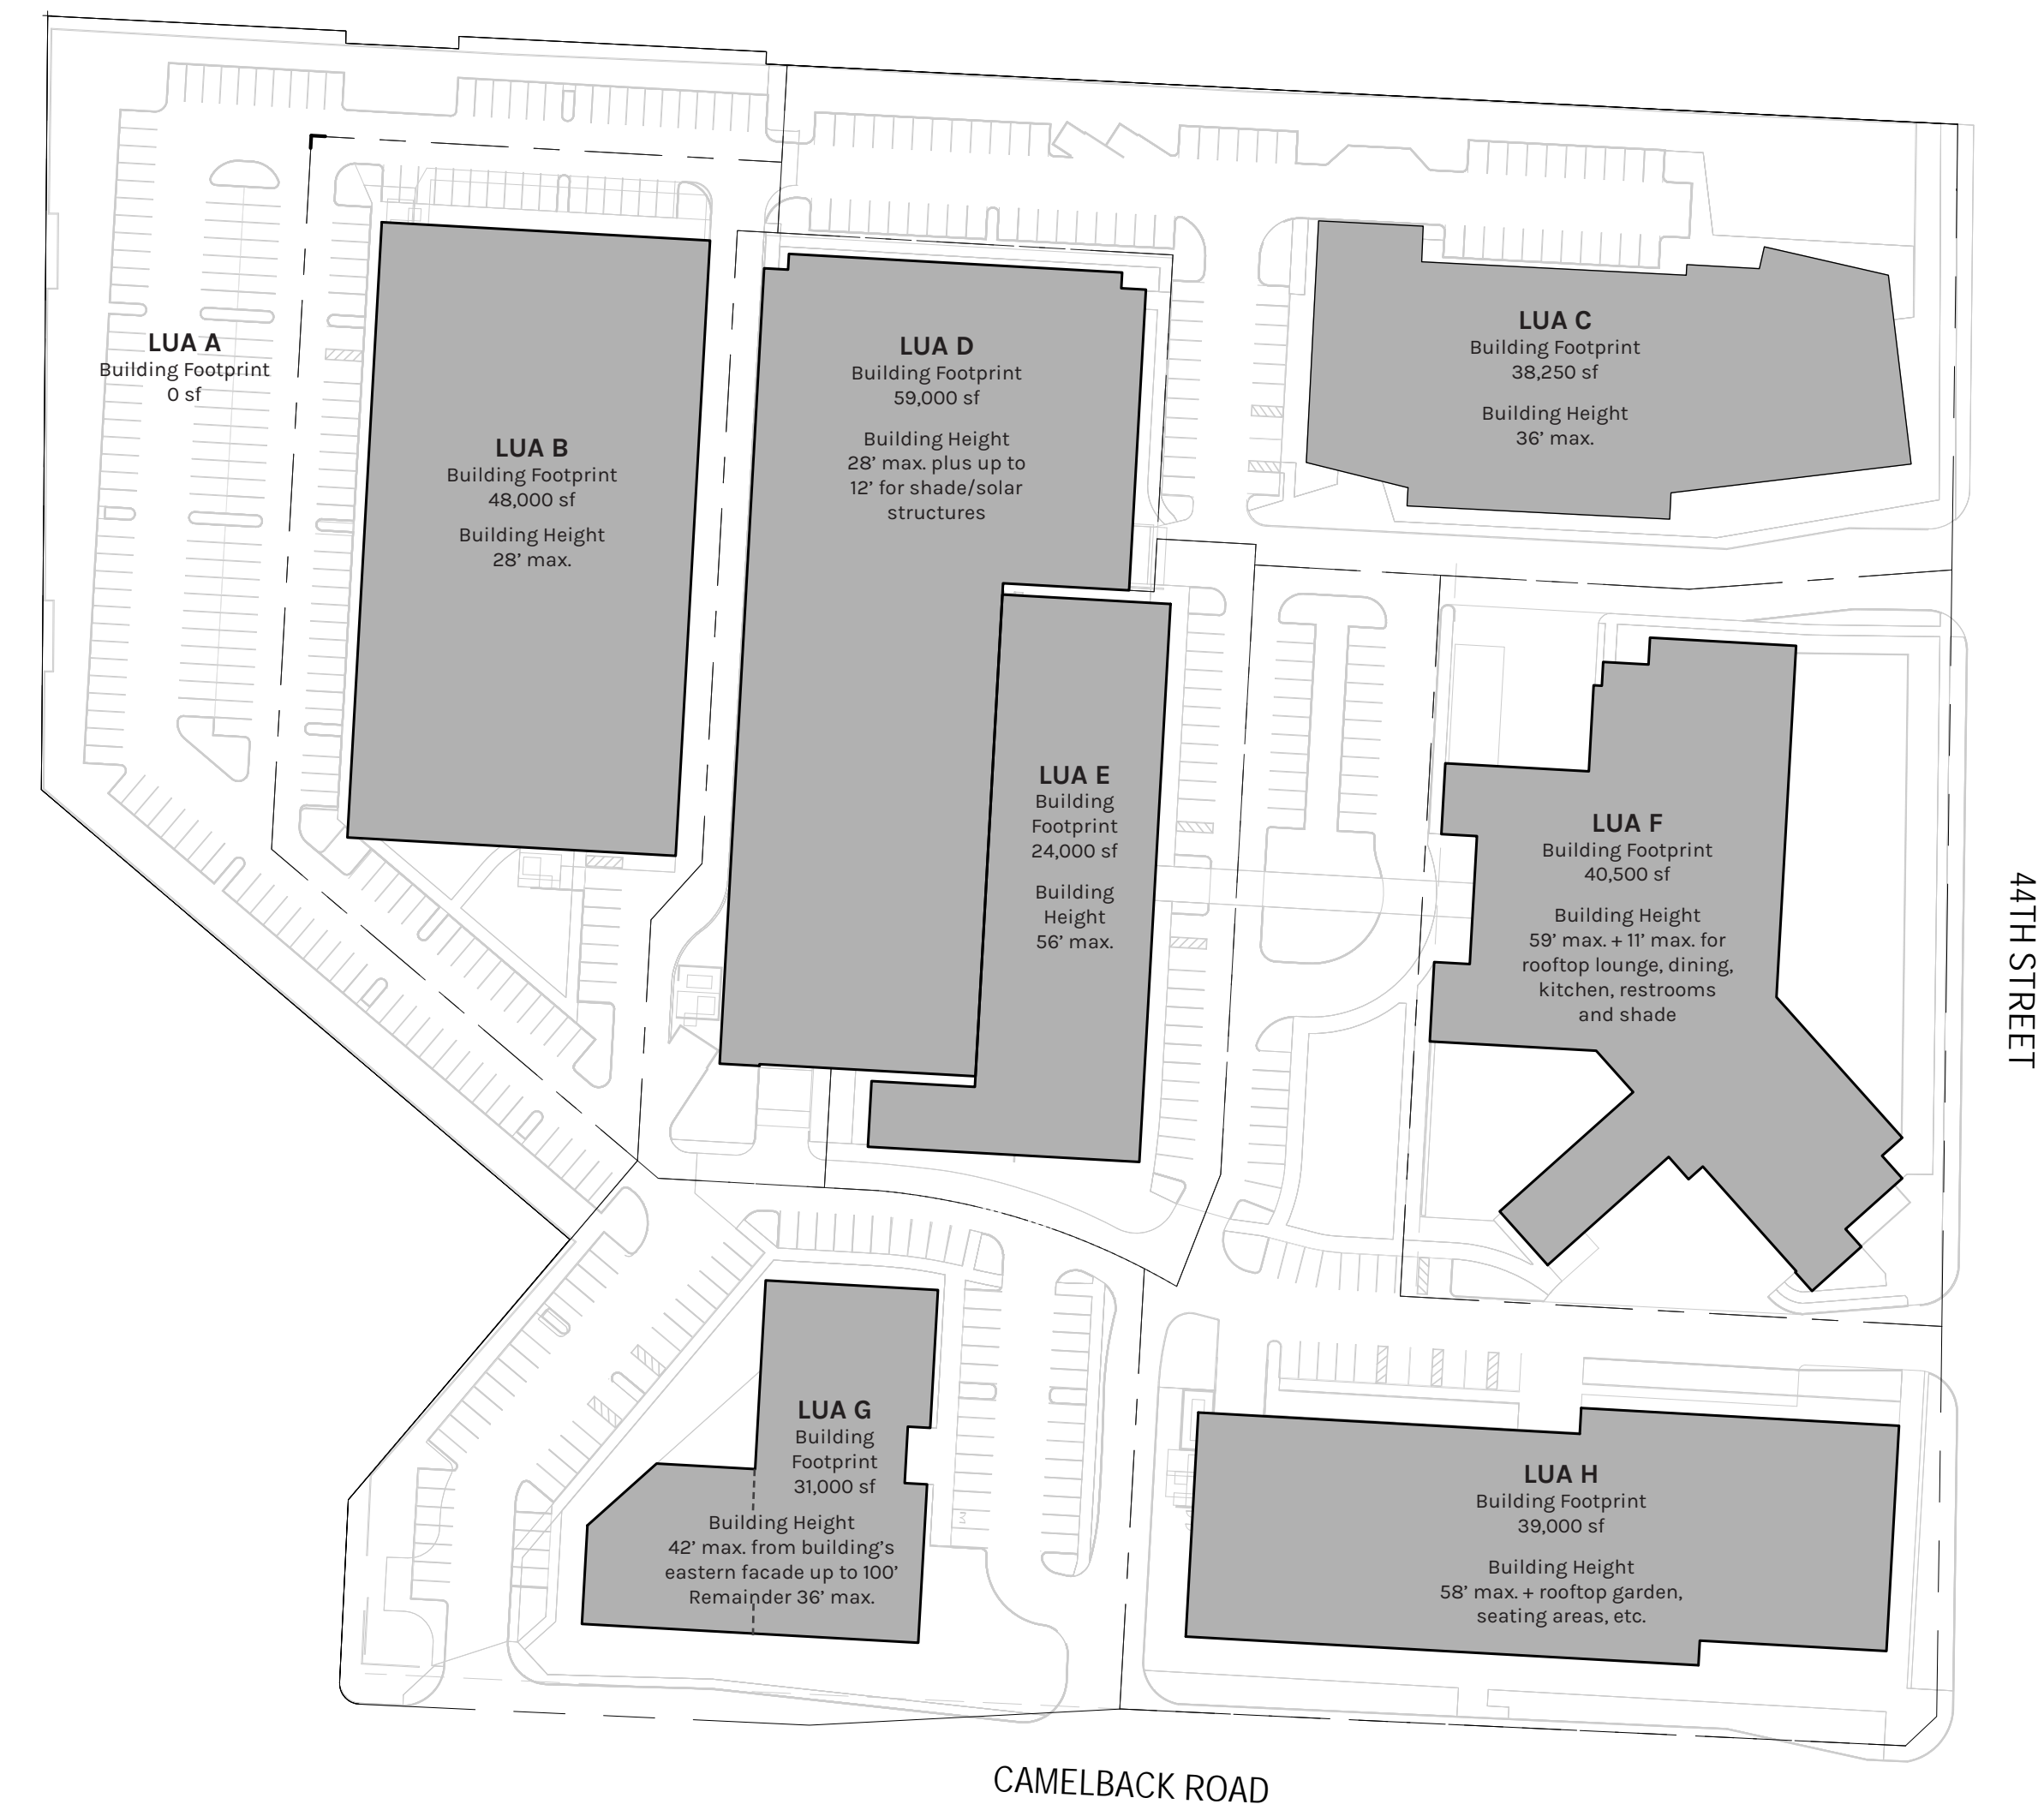 LUA A
Building Footprint
0 sf
LUA B
Building Footprint
48,000 sf
Building Height
28’ max.
LUA D
Building Footprint
59,000 sf
Building Height
28’ max. plus up to
12’ for shade/solar
structures
LUA C
Building Footprint
38,250 sf
Building Height
36’ max.
LUA E
Building
Footprint
24,000 sf
Building
Height
56’ max.
LUA F
Building Footprint
40,500 sf
Building Height
59’ max. + 11’ max. for
rooftop lounge, dining,
kitchen, restrooms
and shade
44TH STREET
LUA G
Building
Footprint
31,000 sf
Building Height
42’ max. from building’s
eastern facade up to 100’
Remainder 36’ max.
LUA H
Building Footprint
39,000 sf
Building Height
58’ max. + rooftop garden,
seating areas, etc.
CAMELBACK ROAD